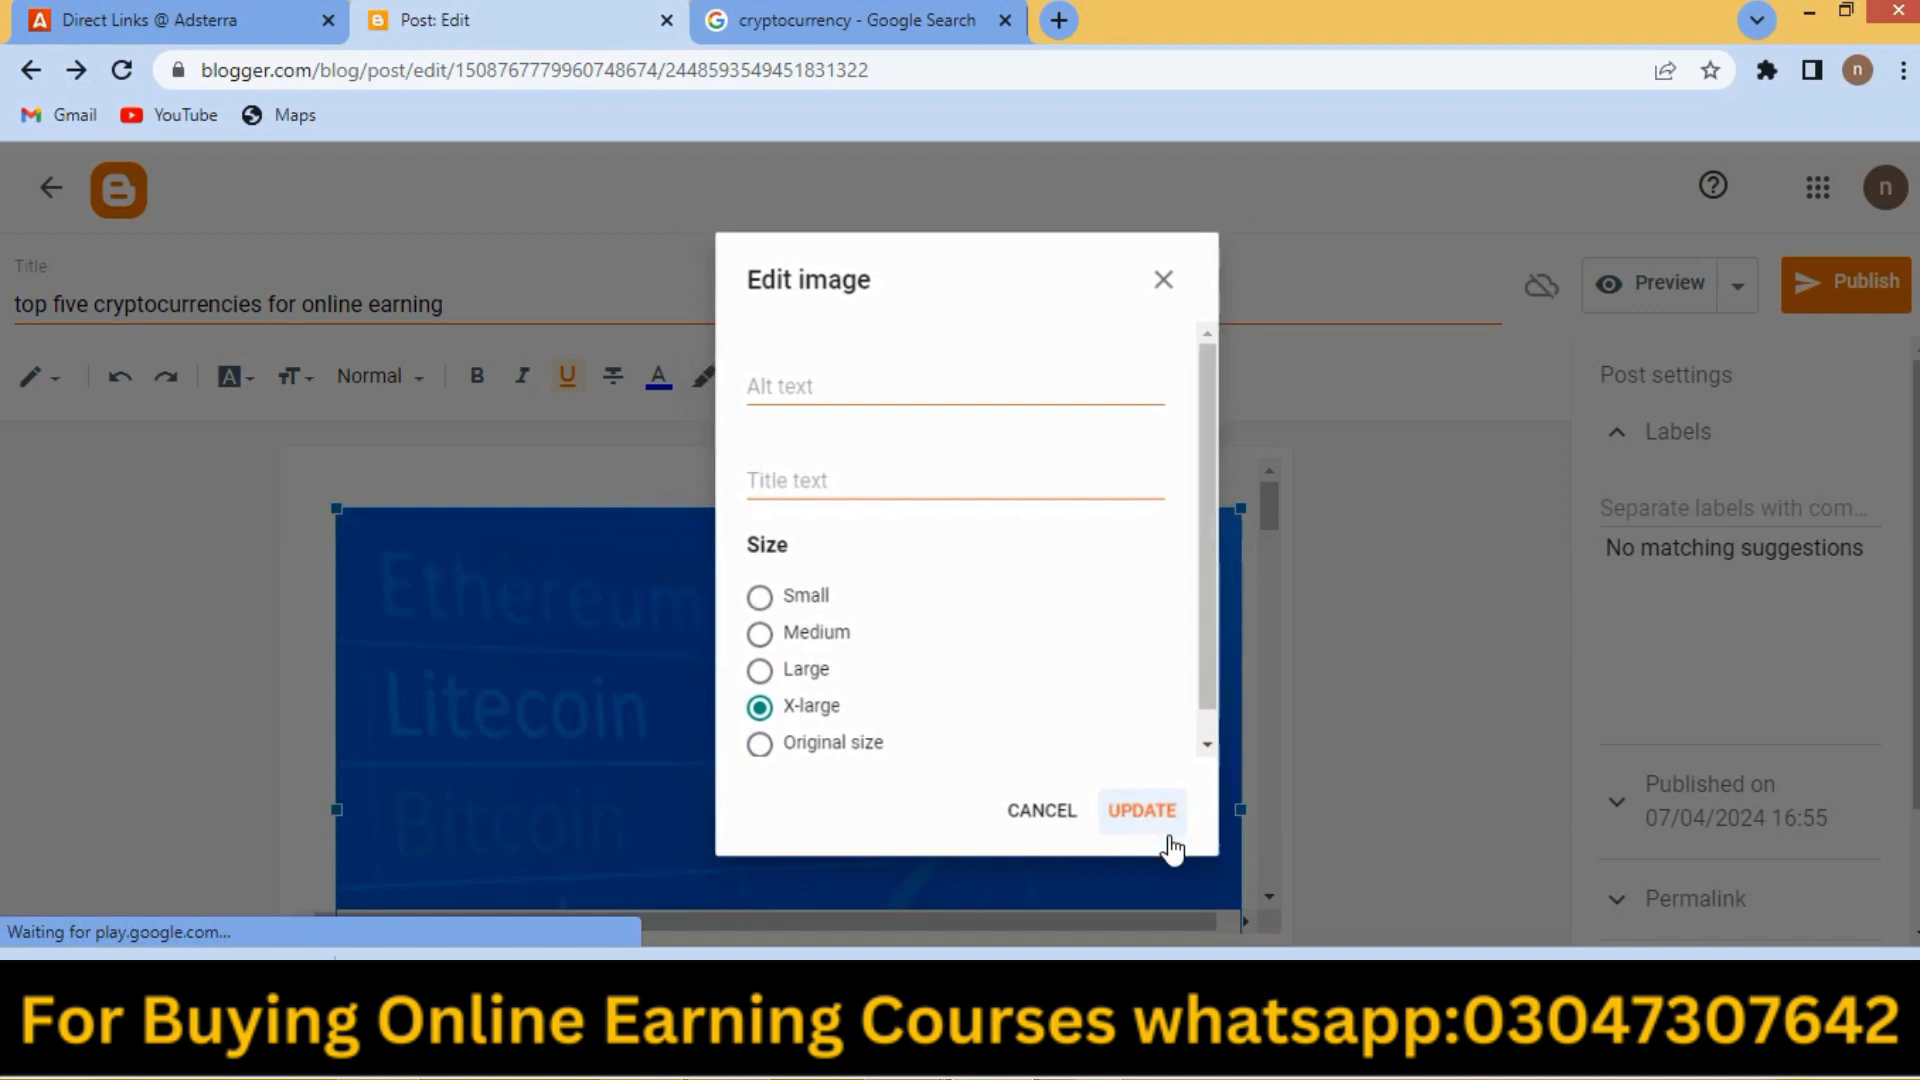 Direct Links @ Adsterra
Post: Edit
cryptocurrency - Google Search
blogger.com/blog/post/edit/1508767779960748674/2448593549451831322
n
Gmail
YouTube
Maps
n
Title
top five cryptocurrencies for online earning
Preview
Publish
Normal
B
I
U
A
Edit image
Alt text
Title text
Size
Small
Medium
Large
X-large
Original size
CANCEL
UPDATE
Ethereum
Litecoin
Bitcoin
Post settings
Labels
Separate labels with com...
No matching suggestions
Published on
07/04/2024 16:55
Permalink
Waiting for play.google.com...
For Buying Online Earning Courses whatsapp:03047307642